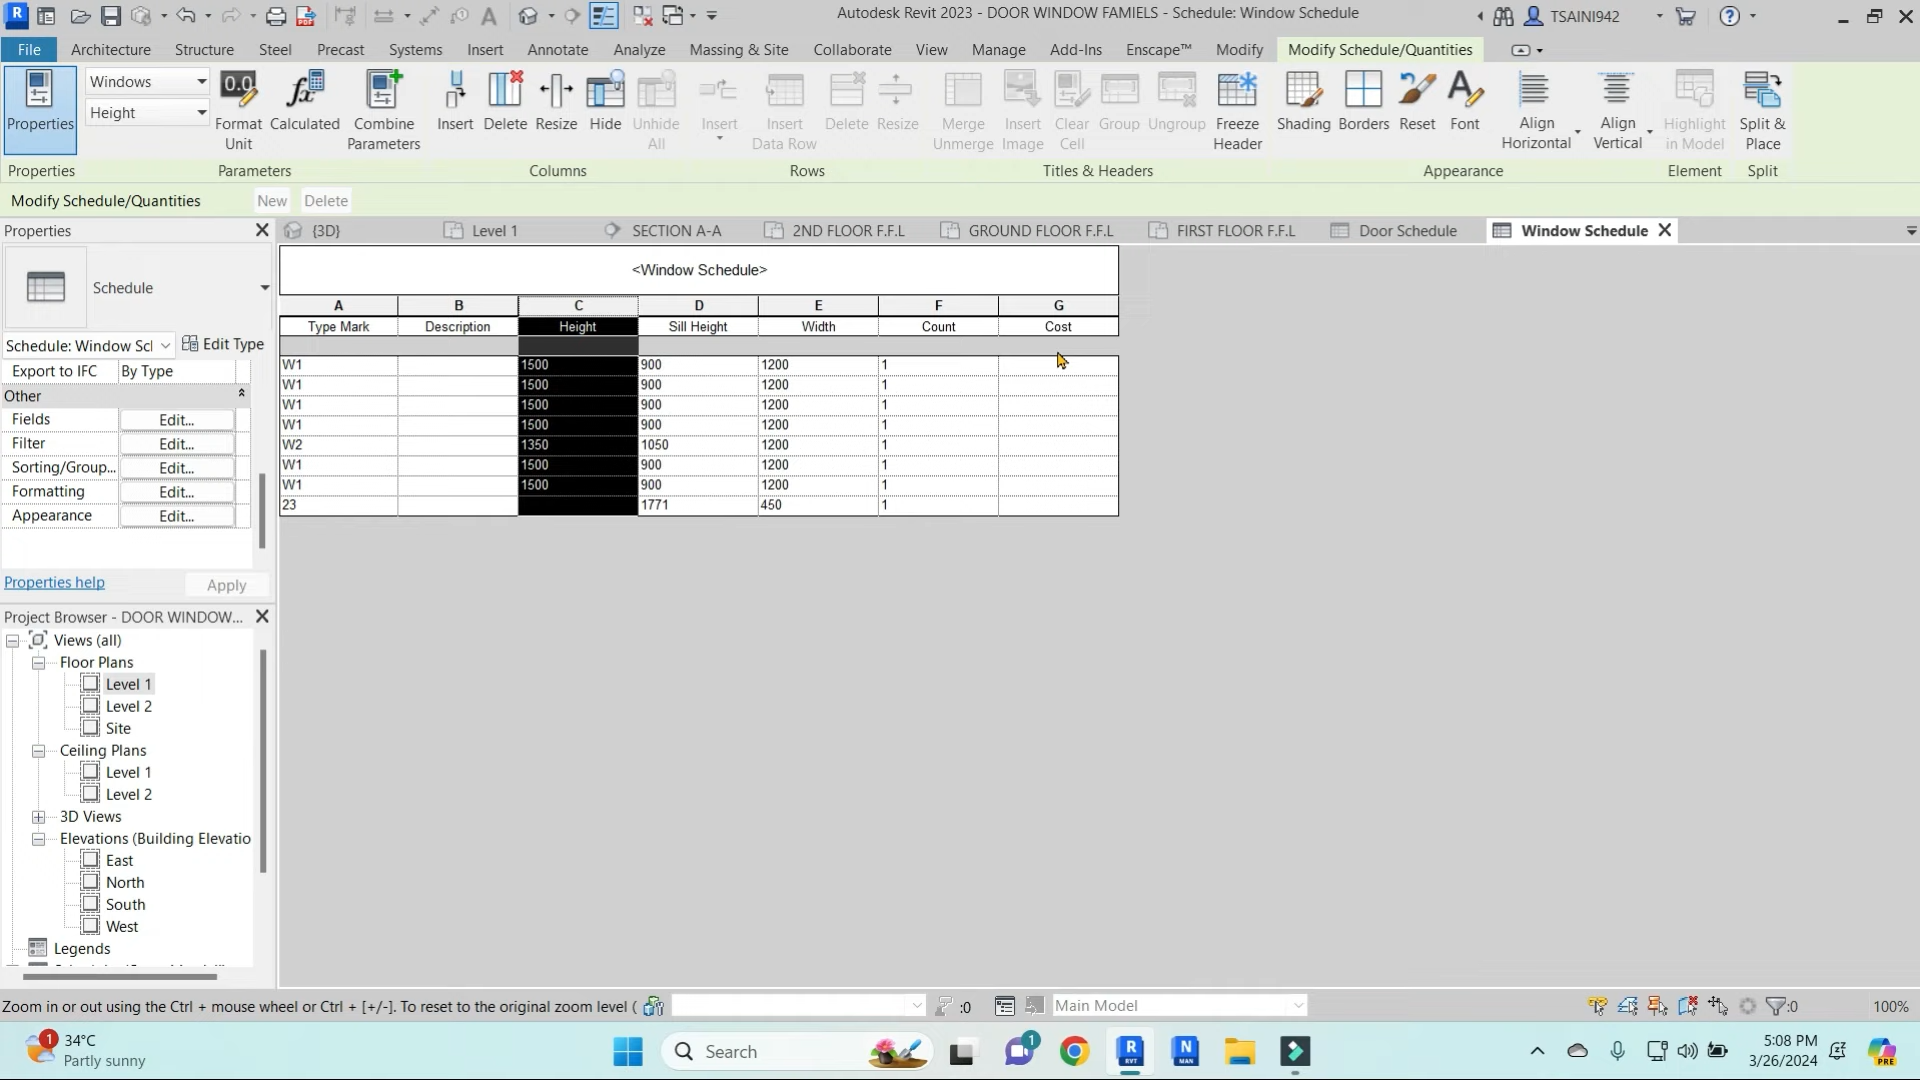 Autodesk Revit 2023 - DOOR WINDOW FAMIELS - Schedule: Window Schedule
TSAINI942
File Architecture Structure Steel Precast Systems Insert Annotate Analyze Massing & Site Collaborate View Manage Add-Ins Enscape™ Modify Modify Schedule/Quantities
Windows
Height
Properties Format Unit Calculated Combine Parameters Insert Delete Resize Hide Unhide All Insert Insert Data Row Delete Resize Merge Unmerge Insert Image Clear Cell Group Ungroup Freeze Header Shading Borders Reset Font Align Horizontal Align Vertical Highlight in Model Split & Place
Properties Parameters Columns Rows Titles & Headers Appearance Element Split
Modify Schedule/Quantities New Delete
Properties
{3D} Level 1 SECTION A-A 2ND FLOOR F.F.L GROUND FLOOR F.F.L FIRST FLOOR F.F.L Door Schedule Window Schedule
Schedule
Schedule: Window Scl Edit Type
Export to IFC By Type
Other
Fields Edit...
Filter Edit...
Sorting/Group... Edit...
Formatting Edit...
Appearance Edit...
Properties help Apply
<Window Schedule>
A B C D E F G
Type Mark Description Height Sill Height Width Count Cost
W1 1500 900 1200 1
W1 1500 900 1200 1
W1 1500 900 1200 1
W1 1500 900 1200 1
W2 1350 1050 1200 1
W1 1500 900 1200 1
W1 1500 900 1200 1
23 1771 450 1
Project Browser - DOOR WINDOW...
Views (all)
Floor Plans
Level 1
Level 2
Site
Ceiling Plans
Level 1
Level 2
3D Views
Elevations (Building Elevatio
East
North
South
West
Legends
Zoom in or out using the Ctrl + mouse wheel or Ctrl + [+/-]. To reset to the original zoom level ( :0 Main Model :0 100%
1 34°C
Partly sunny
Search
1
5:08 PM
3/26/2024